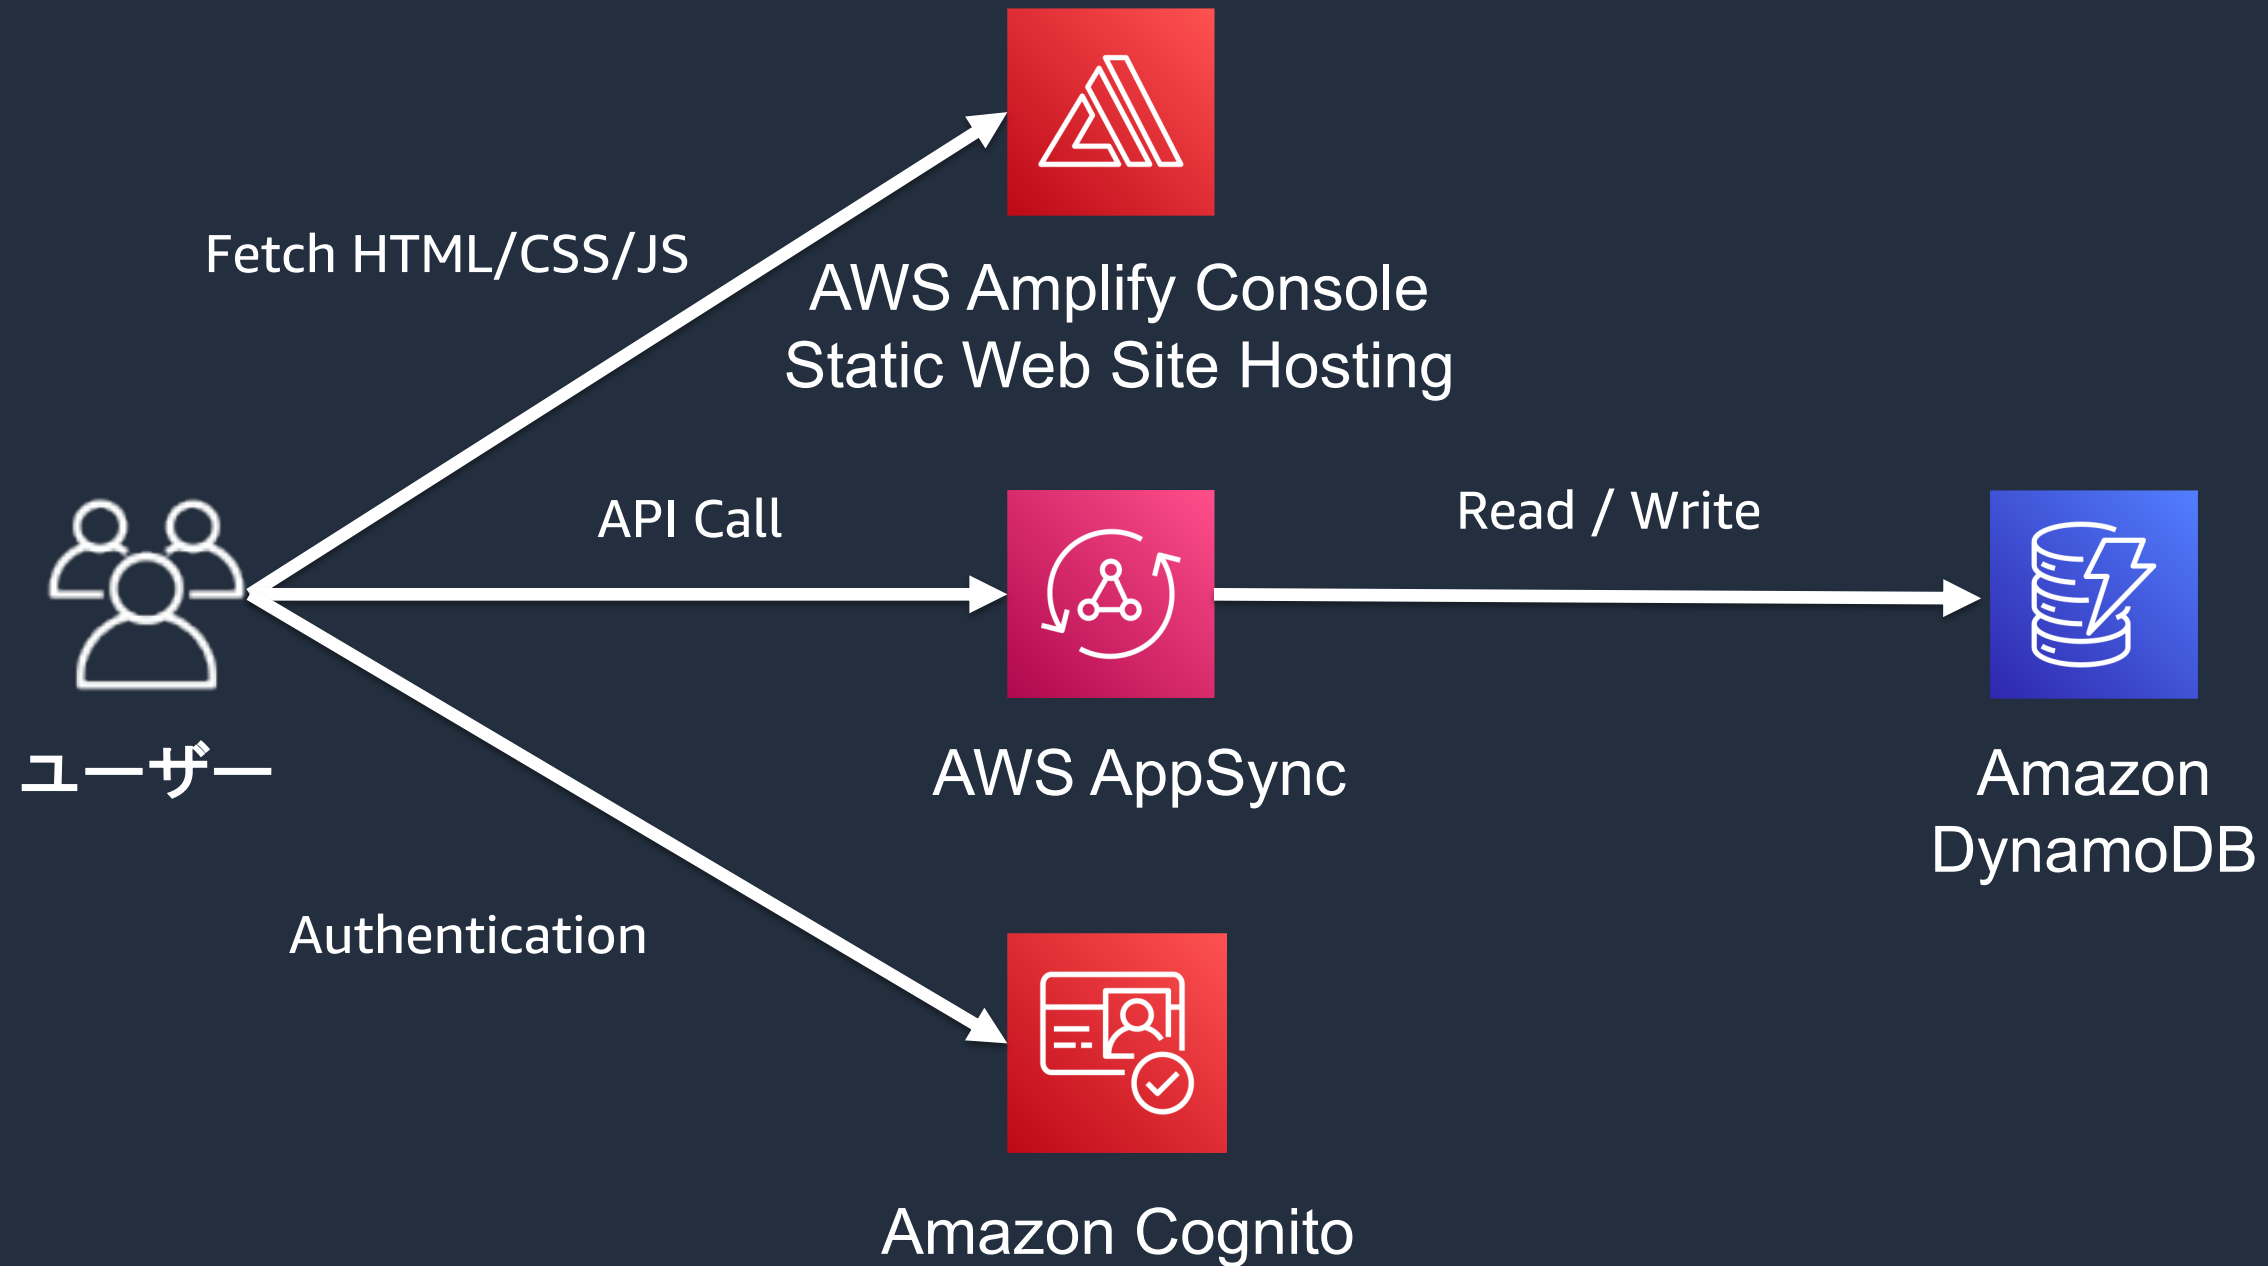 Fetch HTML/CSS/JS
AWS Amplify Console
Static Web Site Hosting
API Call
Read / Write
ユーザー
AWS AppSync
Amazon
DynamoDB
Authentication
Amazon Cognito